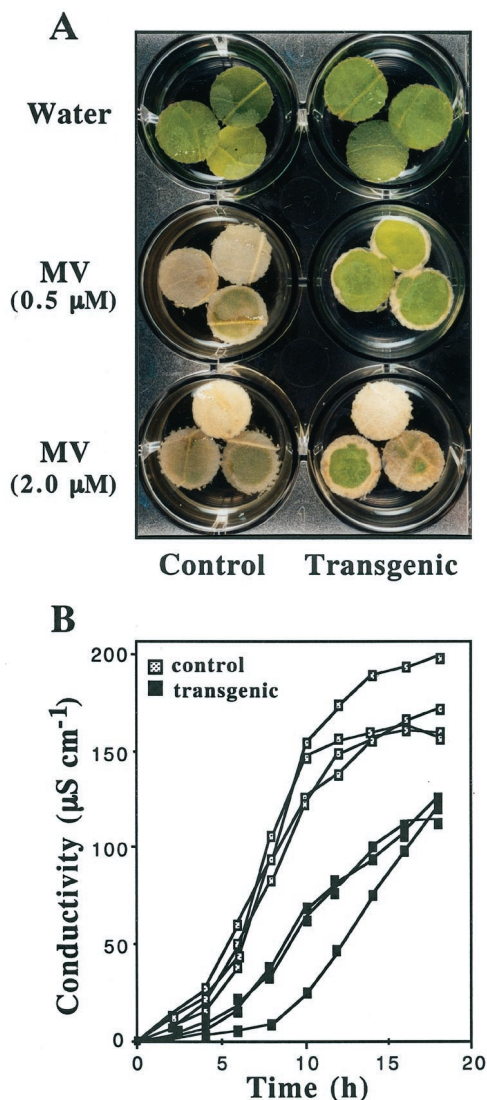 A
Water
MV
(0.5 µM)
MV
(2.0 µM)
Control Transgenic
B
control
transgenic
Conductivity (µS cm⁻¹)
200
150
100
50
0
0 5 10 15 20
Time (h)